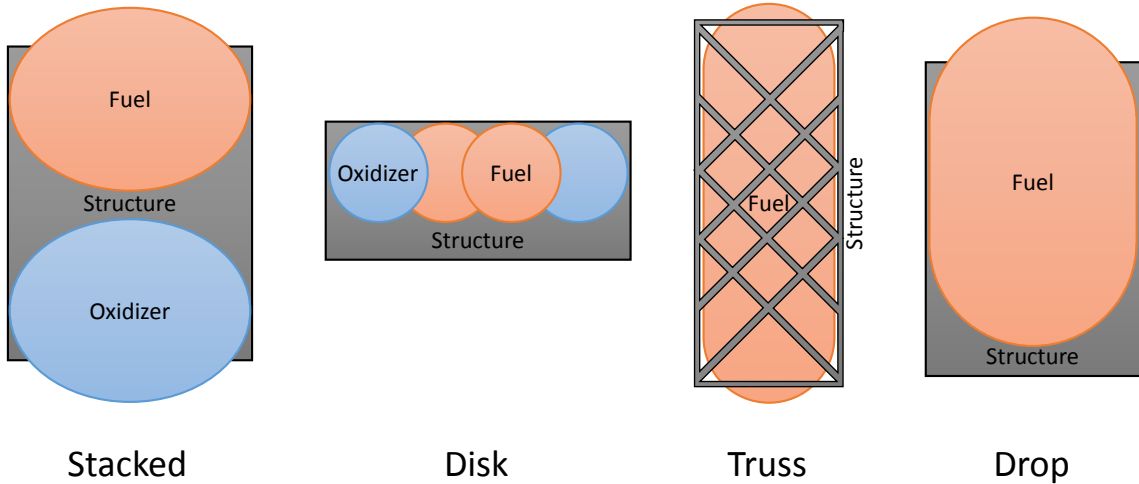 Fuel
Structure
Oxidizer
Stacked
Oxidizer
Fuel
Structure
Disk
Fuel
Structure
Truss
Fuel
Structure
Drop